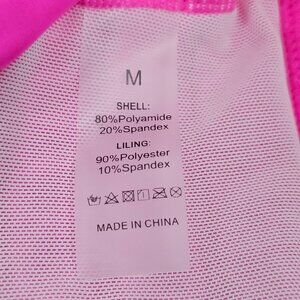 M
SHELL:
80%Polyamide
20%Spandex
LILING:
90%Polyester
10%Spandex
MADE IN CHINA